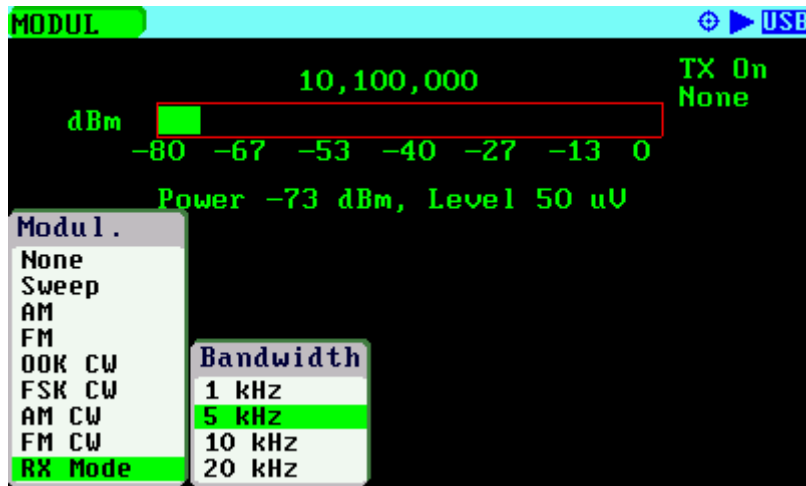 MODUL
USB
10,100,000
TX On
None
dBm
-80 -67 -53 -40 -27 -13 0
Power -73 dBm, Level 50 uV
Modul.
None
Sweep
AM
FM
OOK CW
FSK CW
AM CW
FM CW
RX Mode
Bandwidth
1 kHz
5 kHz
10 kHz
20 kHz